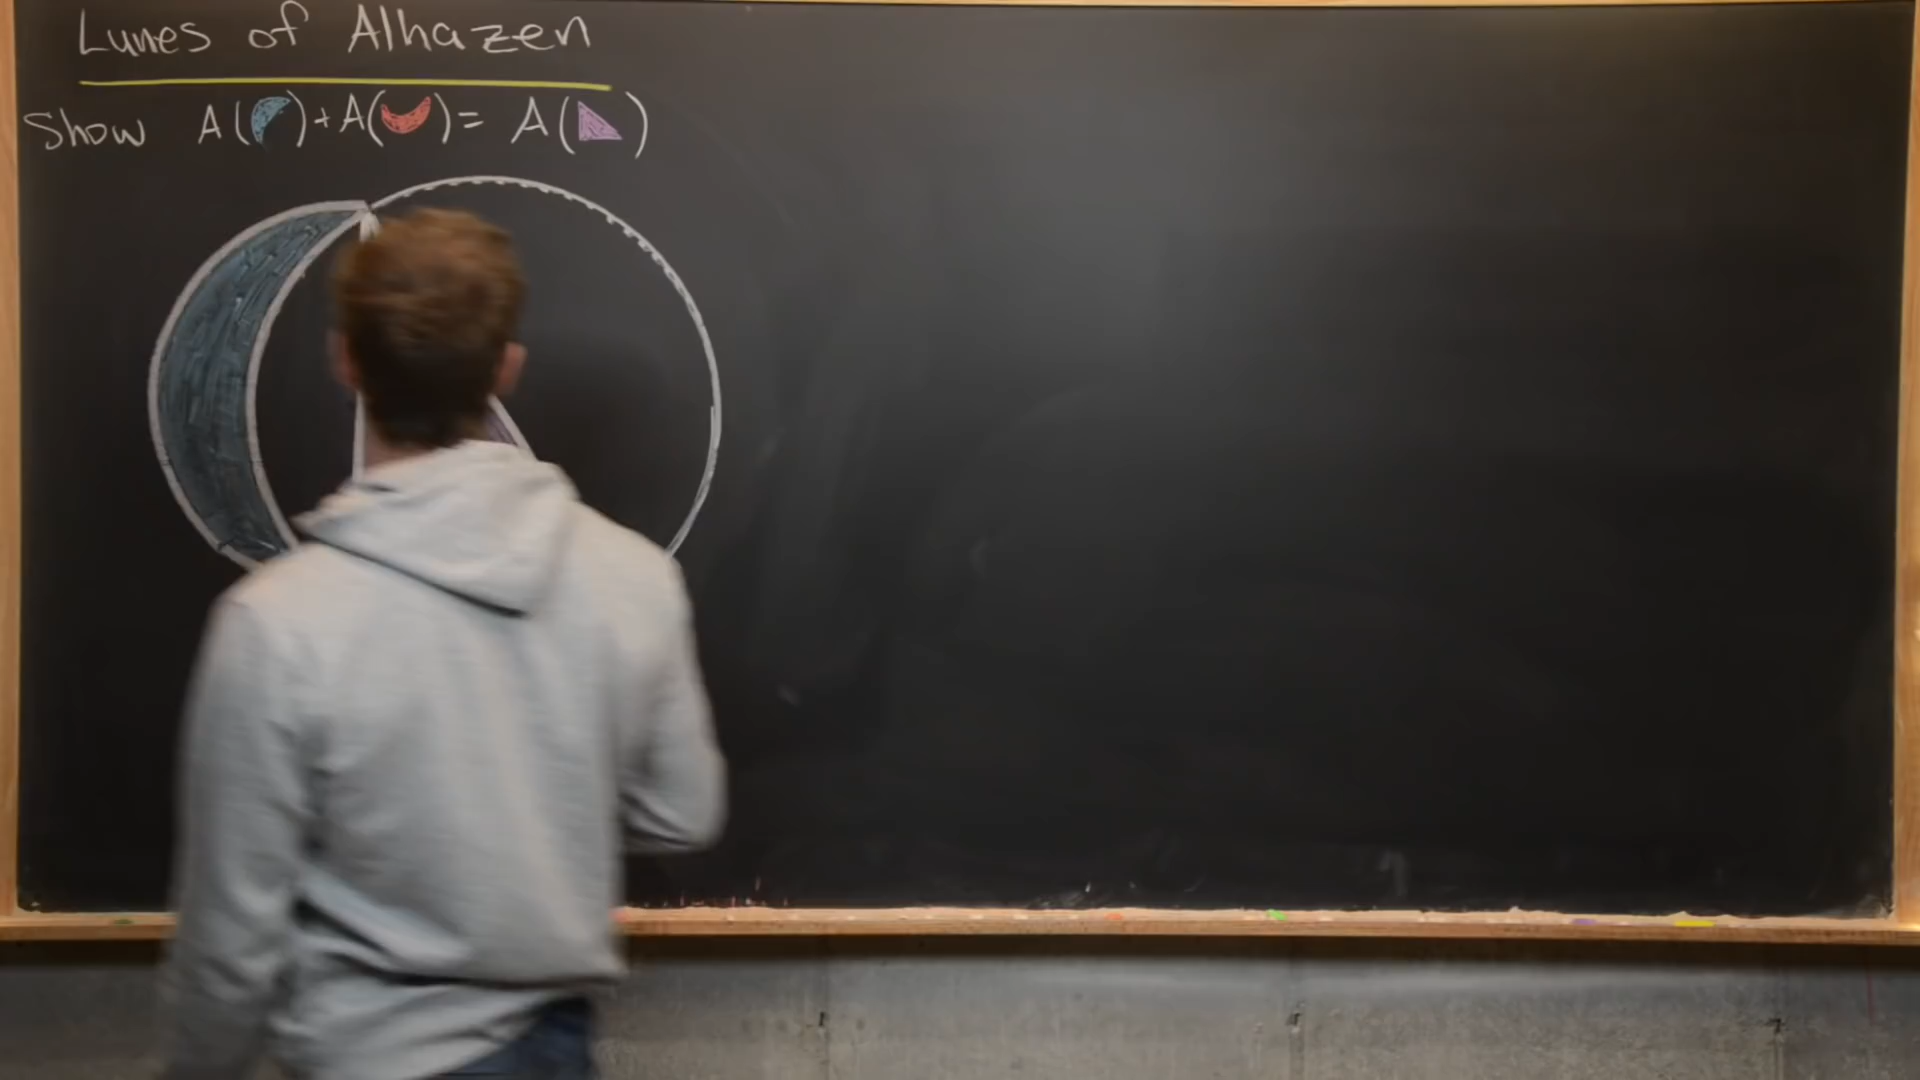 Lunes of Alhazen
Show A( ) + A( ) = A( )